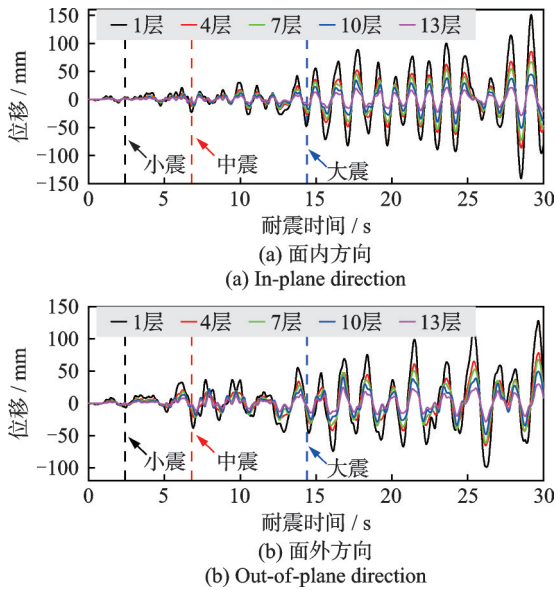 150
1层 4层 7层 10层 13层
100
50
0
−50
−100
−150
位移 / mm
小震 中震 大震
0 5 10 15 20 25 30
耐震时间 / s
(a) 面内方向
(a) In-plane direction
150
1层 4层 7层 10层 13层
100
50
0
−50
−100
位移 / mm
小震 中震 大震
0 5 10 15 20 25 30
耐震时间 / s
(b) 面外方向
(b) Out-of-plane direction